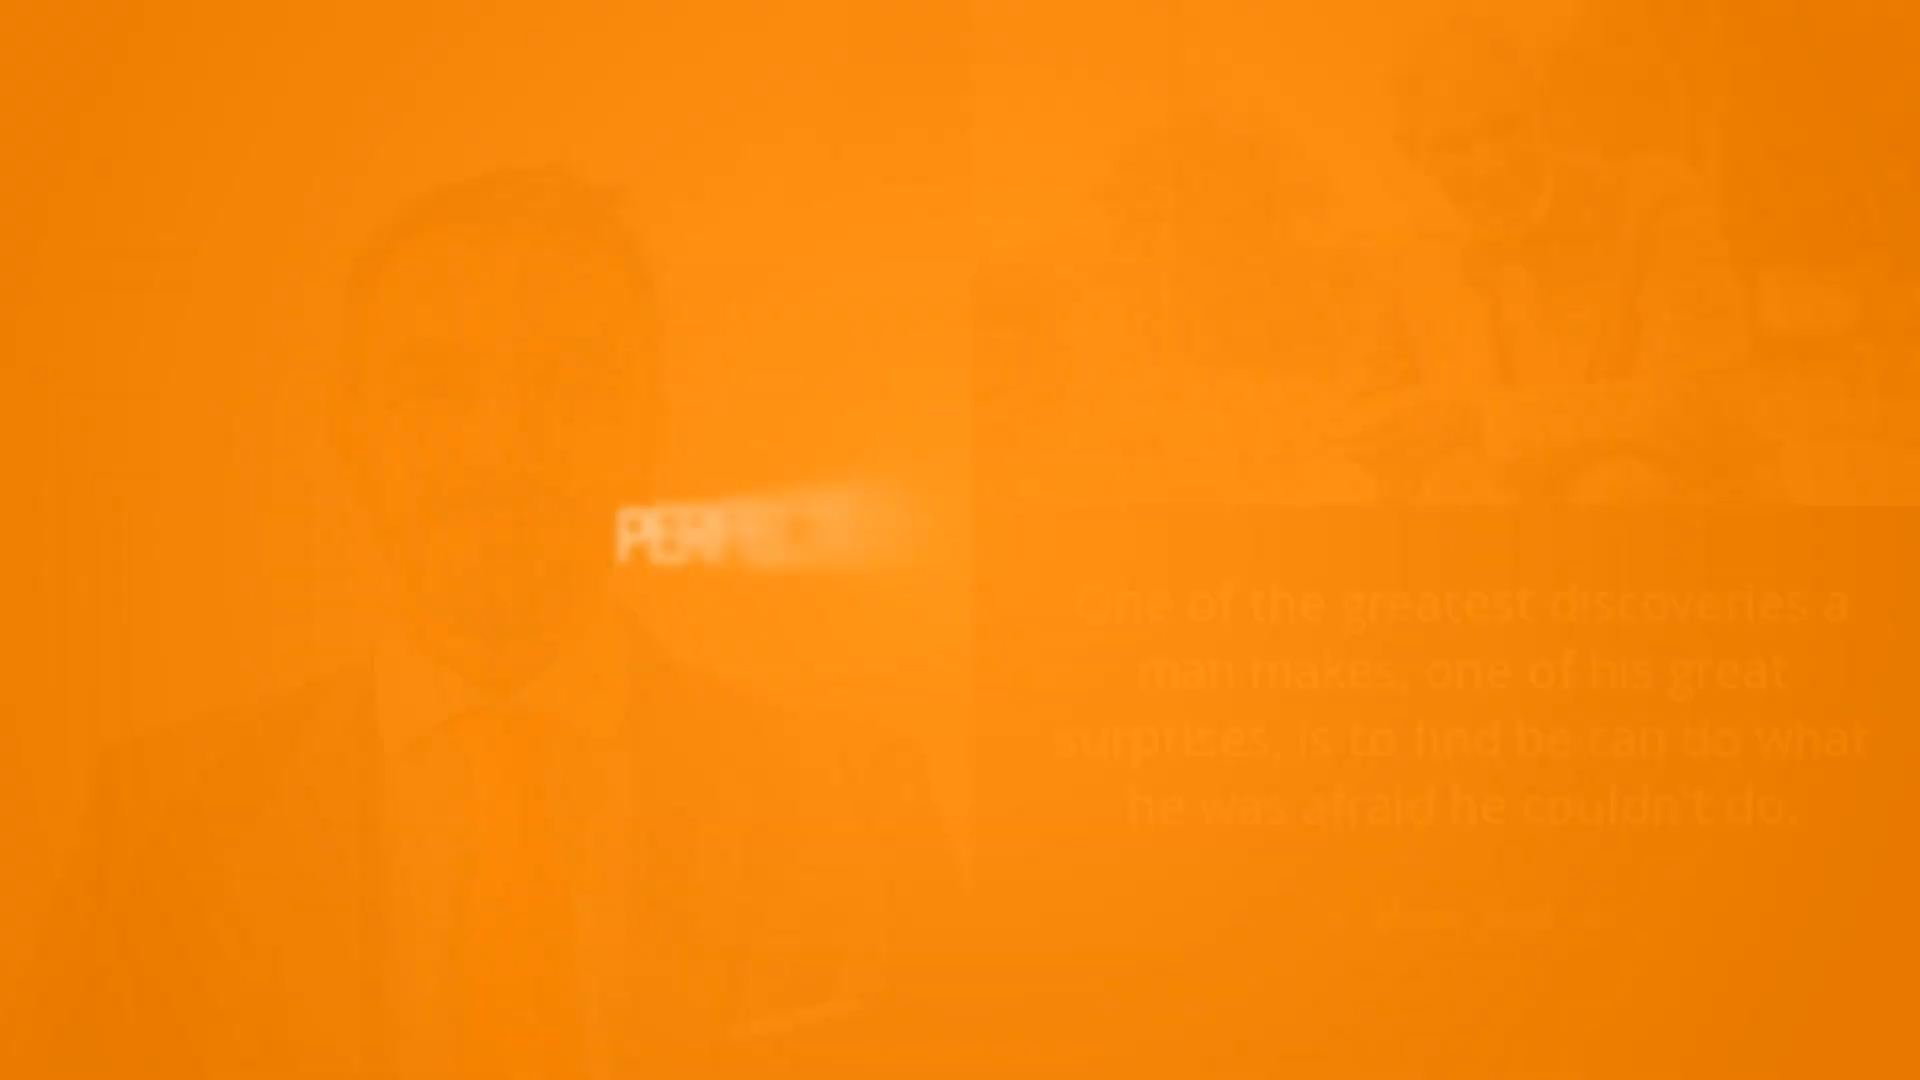 PERFECT
One of the greatest discoveries a
man makes, one of his great
surprises, is to find he can do what
he was afraid he couldn't do.